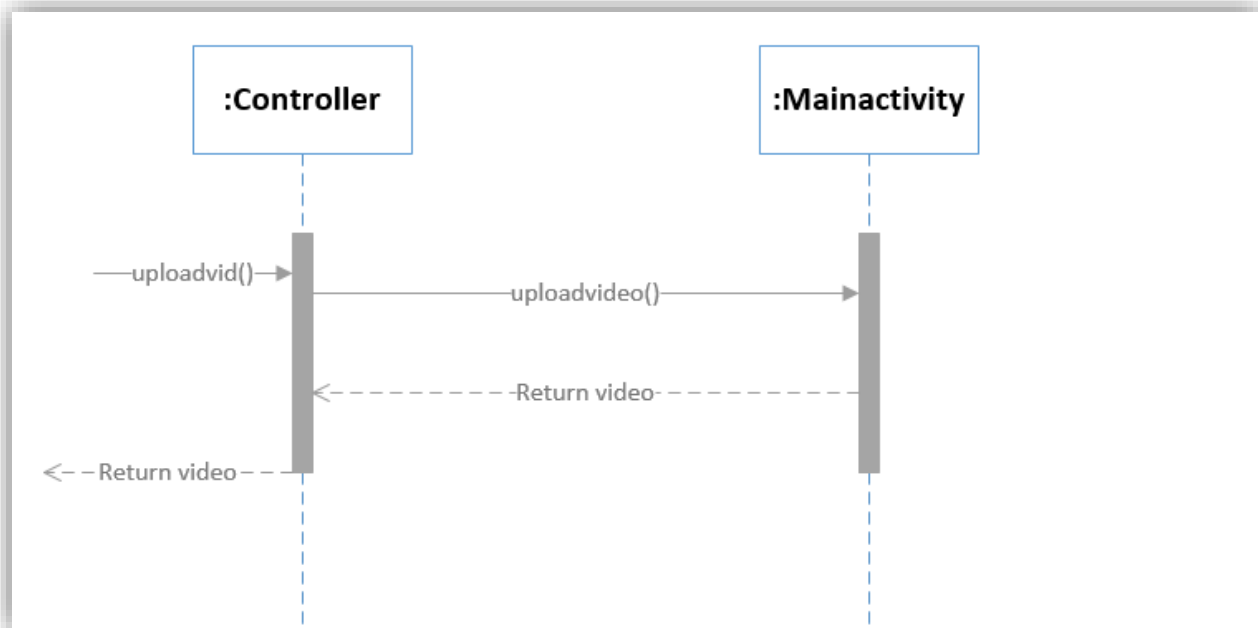 :Controller
:Mainactivity
uploadvid()
uploadvideo()
Return video
Return video